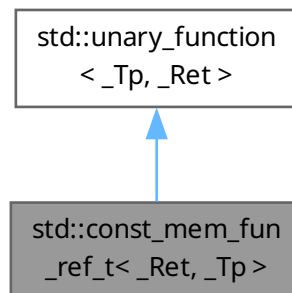 std::unary_function
< _Tp, _Ret >
std::const_mem_fun
_ref_t< _Ret, _Tp >